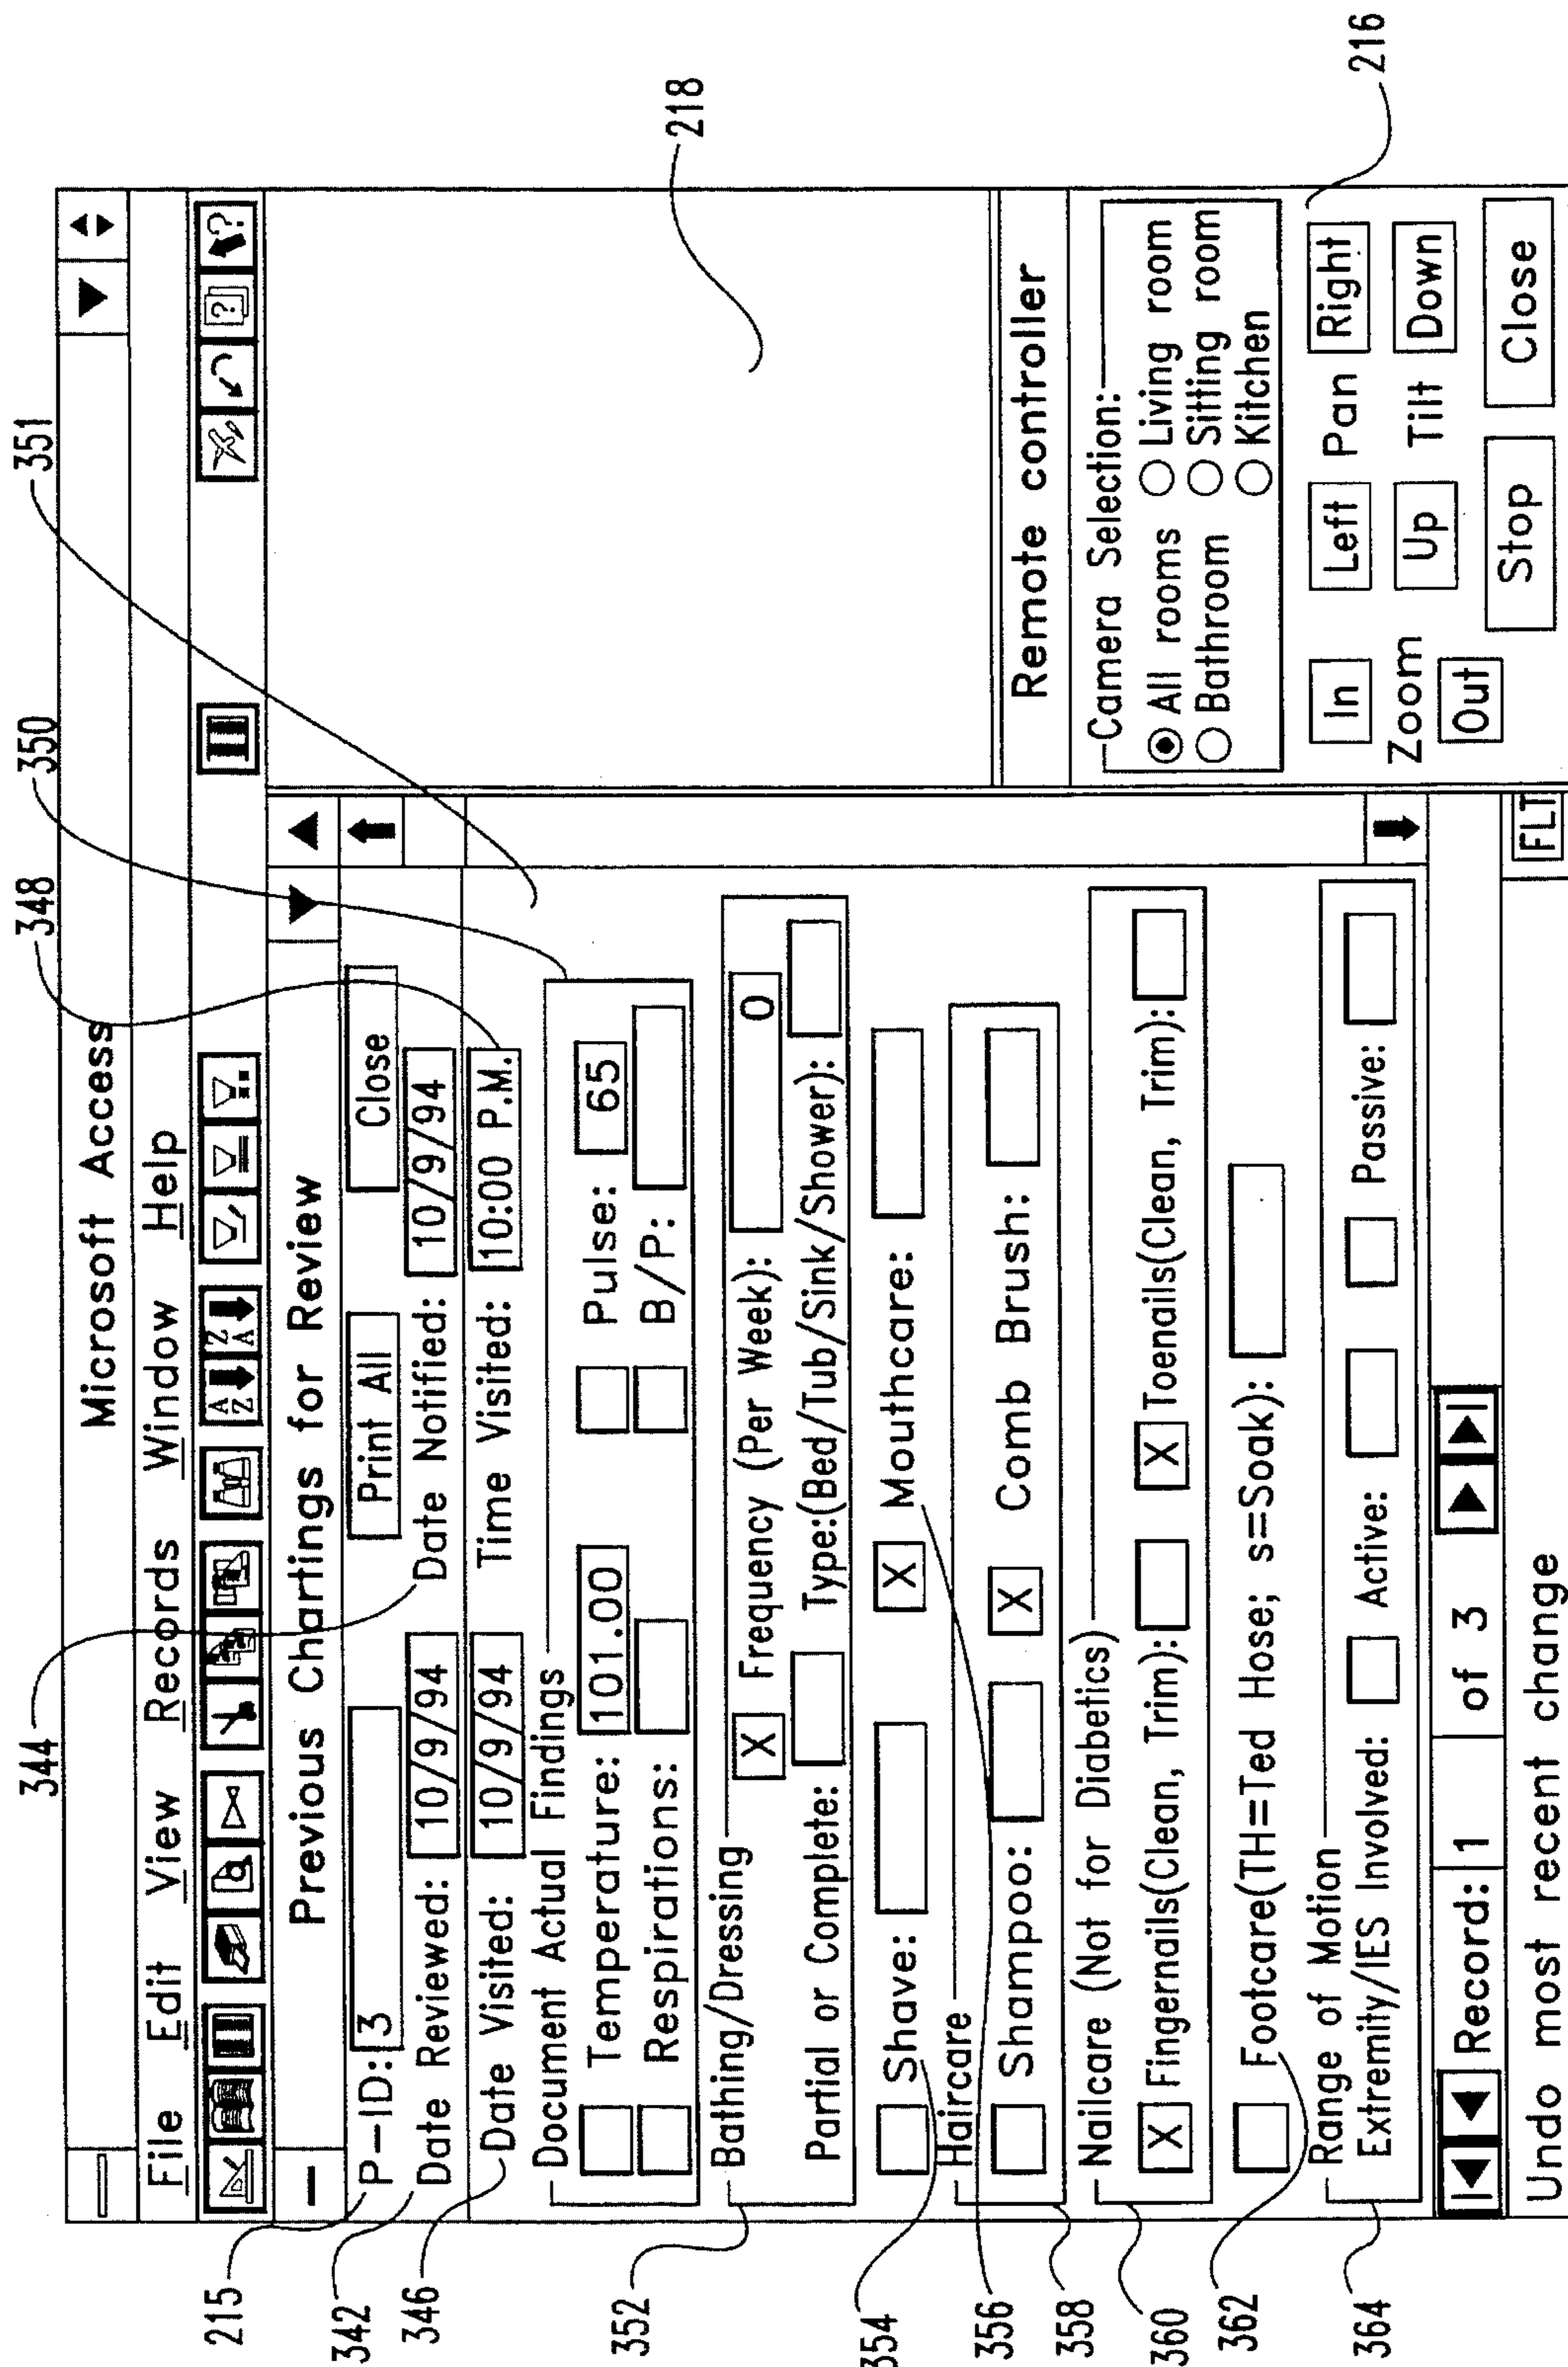 Microsoft Access
File Edit View Records Window Help
Previous Chartings for Review
P-ID: 3 Print All Close
Date Reviewed: 10/9/94 Date Notified: 10/9/94
Date Visited: 10/9/94 Time Visited: 10:00 P.M.
Document Actual Findings
Temperature: 101.00 Pulse: 65
Respirations: B/P:
Bathing/Dressing
X Frequency (Per Week): 0
Partial or Complete: Type:(Bed/Tub/Sink/Shower):
Shave: X Mouthcare:
Haircare
Shampoo: X Comb Brush:
Nailcare (Not for Diabetics)
X Fingernails(Clean, Trim): X Toenails(Clean, Trim):
Footcare(TH=Ted Hose; s=Soak):
Range of Motion
Extremity/IES Involved: Active: Passive:
Record: 1 of 3
Undo most recent change FLT
Remote controller
Camera Selection:
All rooms Living room
Bathroom Sitting room
Kitchen
In Left Pan Right
Zoom
Up Tilt Down
Out
Stop Close
215
342
346
352
354
356
358
360
362
364
344
348
350
351
218
216